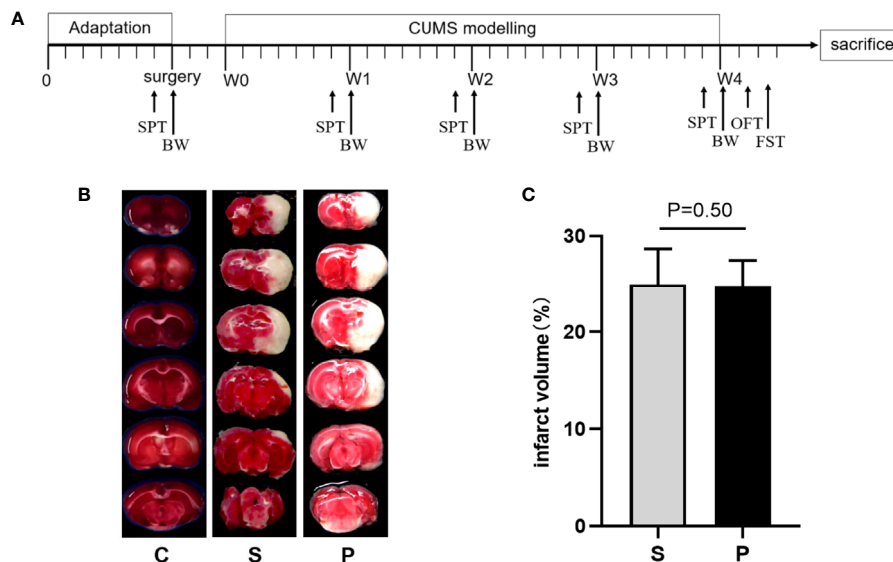 A
Adaptation
CUMS modelling
sacrifice
0
surgery
W0
W1
W2
W3
W4
SPT
BW
SPT
BW
SPT
BW
SPT
BW
SPT
BW
OFT
FST
B
C
S
P
C
P=0.50
infarct volume (%)
30
20
10
0
S
P